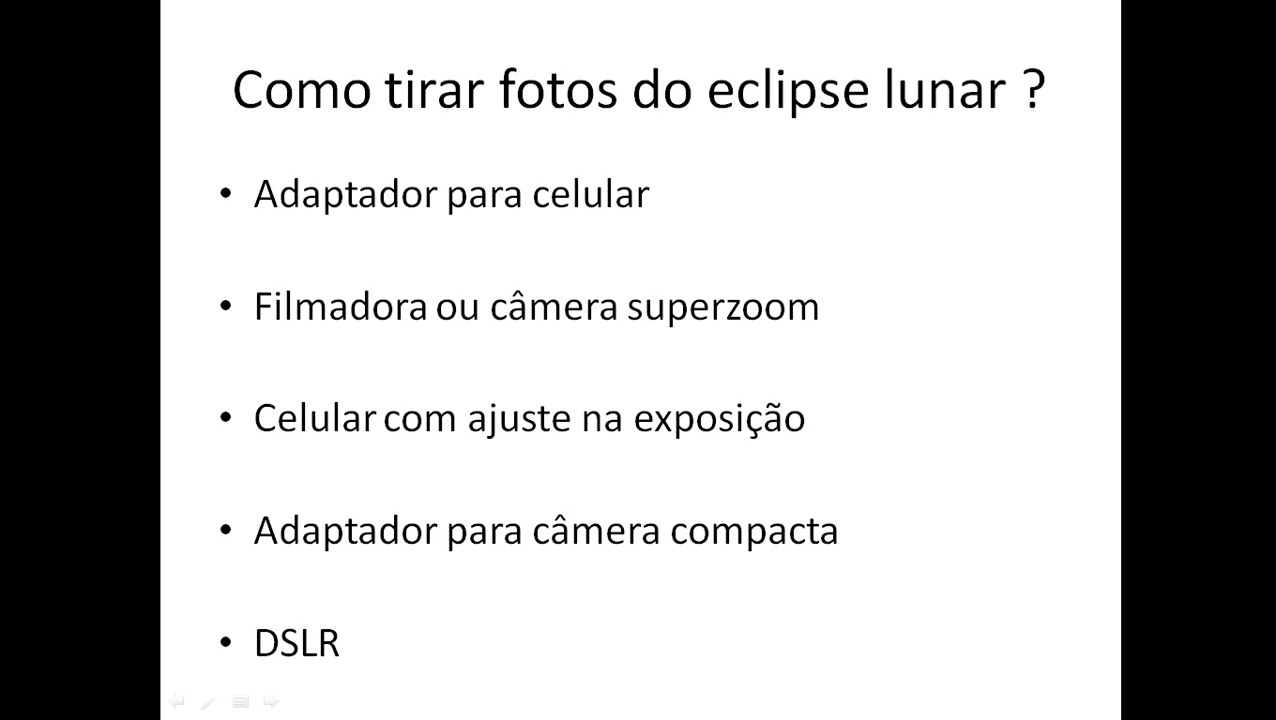 Como tirar fotos do eclipse lunar ?
• Adaptador para celular
• Filmadora ou câmera superzoom
• Celular com ajuste na exposição
• Adaptador para câmera compacta
• DSLR